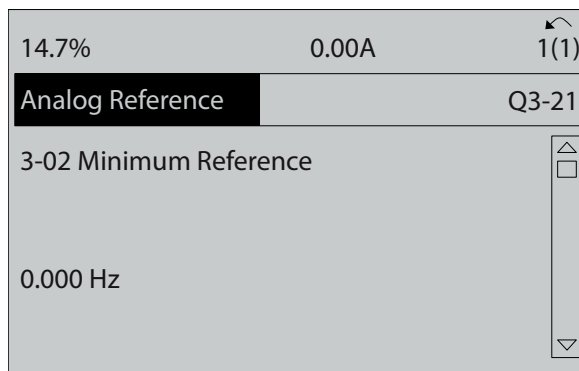 14.7% 0.00A 1(1)
Analog Reference Q3-21
3-02 Minimum Reference
0.000 Hz